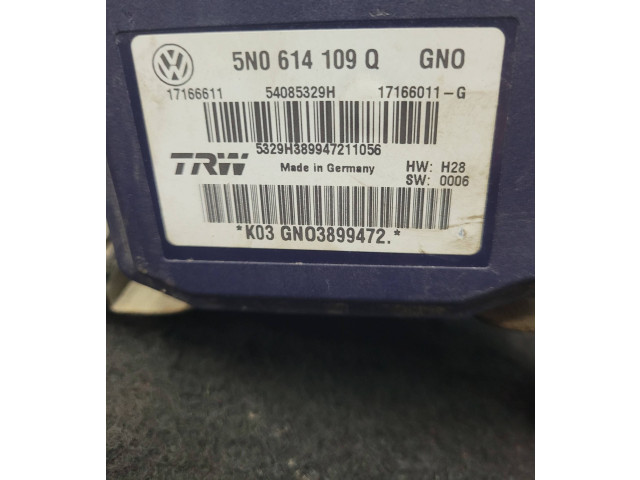 5N0 614 109 Q GNO
17166611 54085329H 17166011-G
5329H389947211056
TRW Made in Germany HW: H28
SW: 0006
*K03 GNO3899472.*